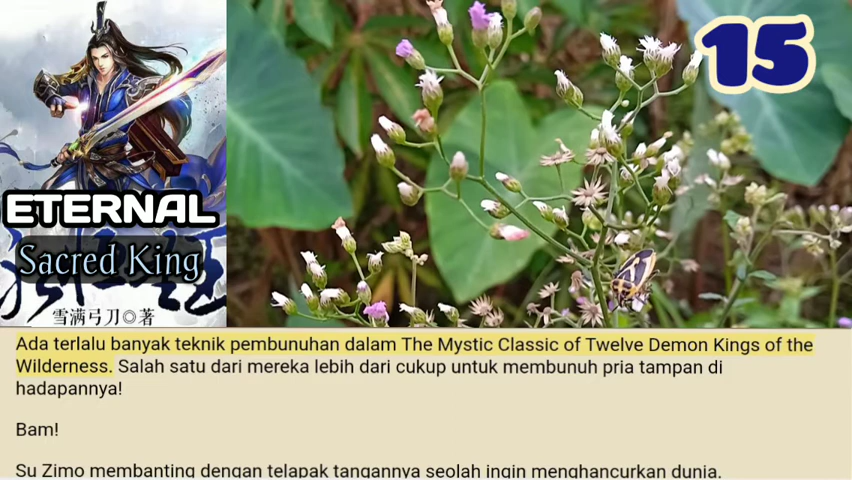 15
ETERNAL
Sacred King
雪满弓刀◎著
Ada terlalu banyak teknik pembunuhan dalam The Mystic Classic of Twelve Demon Kings of the
Wilderness. Salah satu dari mereka lebih dari cukup untuk membunuh pria tampan di
hadapannya!
Bam!
Su Zimo membanting dengan telapak tangannya seolah ingin menghancurkan dunia.